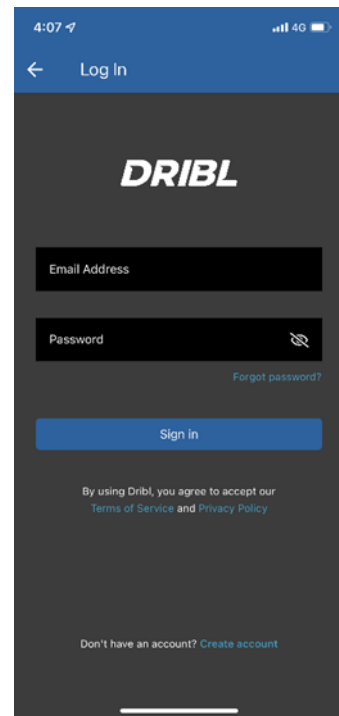 4:07 4G
Log In
DRIBL
Email Address
Password
Forgot password?
Sign in
By using Dribl, you agree to accept our
Terms of Service and Privacy Policy
Don't have an account? Create account